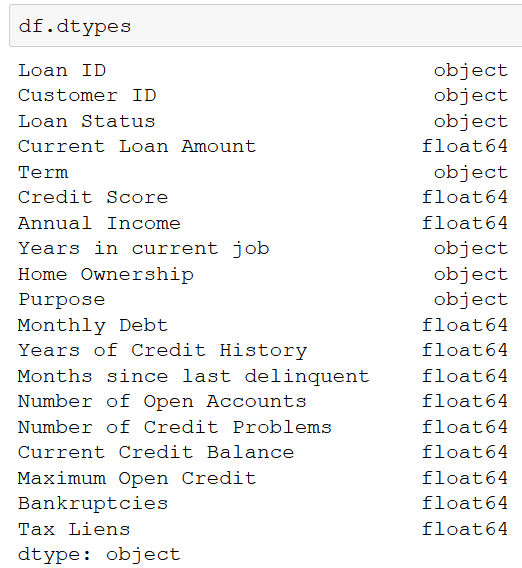 df.dtypes
Loan ID object
Customer ID object
Loan Status object
Current Loan Amount float64
Term object
Credit Score float64
Annual Income float64
Years in current job object
Home Ownership object
Purpose object
Monthly Debt float64
Years of Credit History float64
Months since last delinquent float64
Number of Open Accounts float64
Number of Credit Problems float64
Current Credit Balance float64
Maximum Open Credit float64
Bankruptcies float64
Tax Liens float64
dtype: object